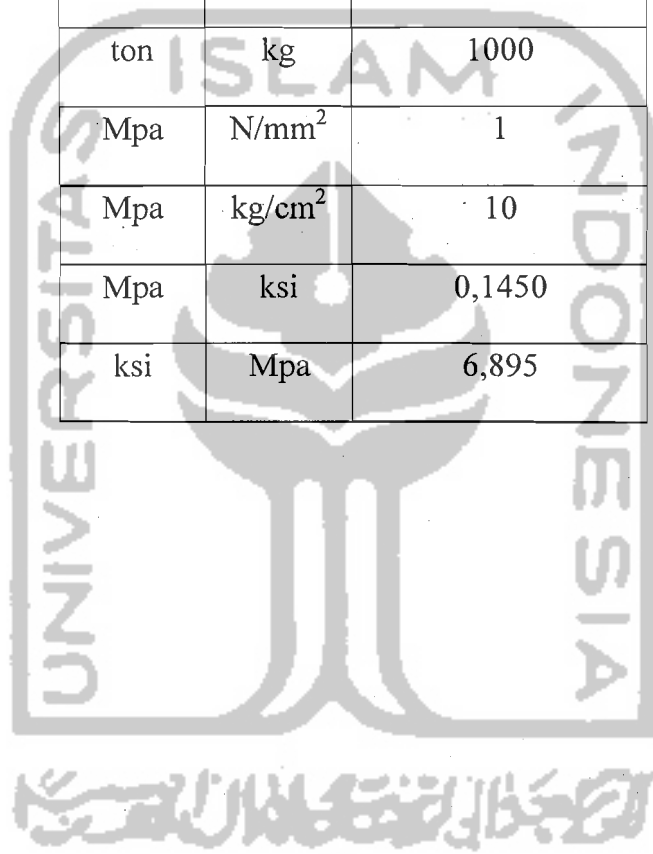 ISLAM
UNIVERSITAS
INDONESIA
ton kg 1000
Mpa N/mm² 1
Mpa kg/cm² 10
Mpa ksi 0,1450
ksi Mpa 6,895